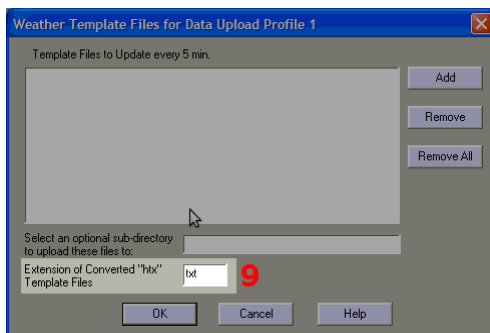 Weather Template Files for Data Upload Profile 1
Template Files to Update every 5 min.
Add
Remove
Remove All
Select an optional sub-directory
to upload these files to:
Extension of Converted "htx"
Template Files
txt
9
OK
Cancel
Help